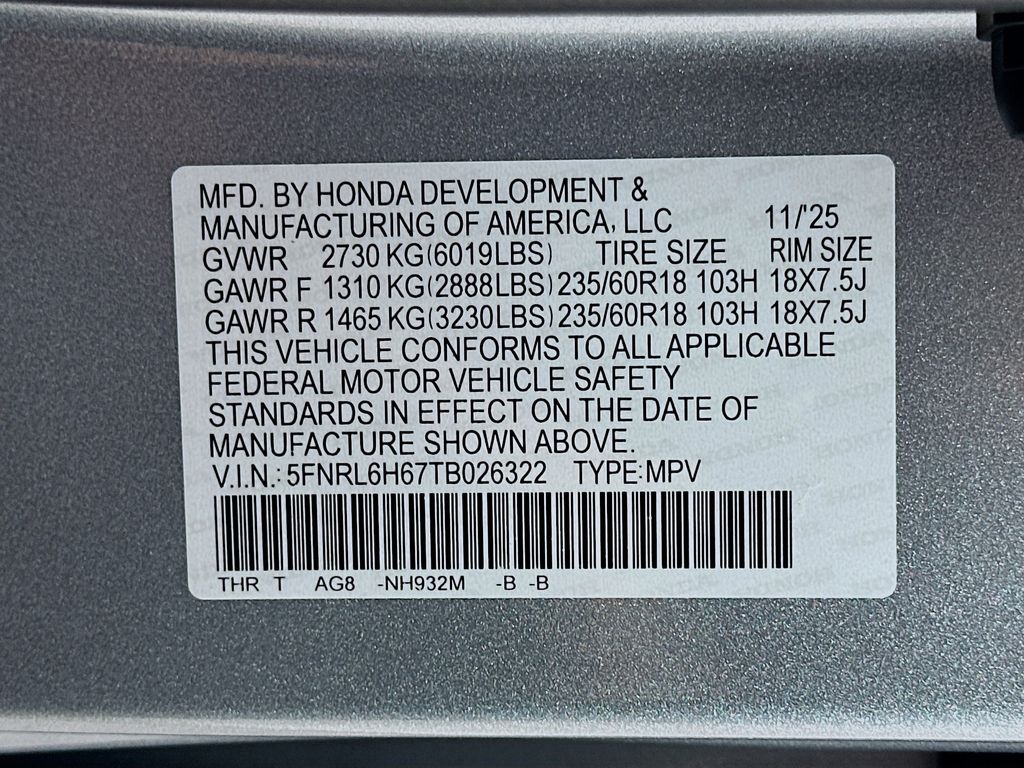 MFD. BY HONDA DEVELOPMENT &
MANUFACTURING OF AMERICA, LLC 11/'25
GVWR 2730 KG(6019LBS) TIRE SIZE RIM SIZE
GAWR F 1310 KG(2888LBS) 235/60R18 103H 18X7.5J
GAWR R 1465 KG(3230LBS) 235/60R18 103H 18X7.5J
THIS VEHICLE CONFORMS TO ALL APPLICABLE
FEDERAL MOTOR VEHICLE SAFETY
STANDARDS IN EFFECT ON THE DATE OF
MANUFACTURE SHOWN ABOVE.
V.I.N.: 5FNRL6H67TB026322 TYPE:MPV
THR T AG8 -NH932M -B -B